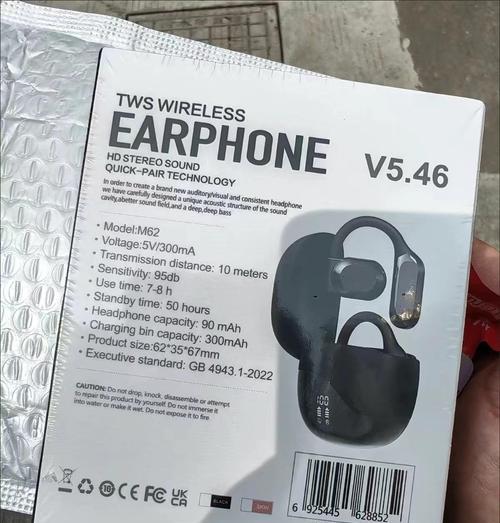 TWS WIRELESS
EARPHONE
V5.46
HD STEREO SOUND
QUICK-PAIR TECHNOLOGY
In order to create a brand new auditory/visual and consistent headphone
we have carefully designed a unique acoustic structure of the sound
cavity,abetter sound field,and a deep,deep bass
• Model:M62
• Voltage:5V/300mA
• Transmission distance: 10 meters
• Sensitivity: 95db
• Use time: 7-8 h
• Standby time: 50 hours
• Headphone capacity: 90 mAh
• Charging bin capacity: 300mAh
• Product size:62*35*67mm
• Executive standard: GB 4943.1-2022
CAUTION: Do not drop, knock, disassemble or attempt
to repair this product by yourself. Do not immerse it
into water or make it wet. Do not expose it to fire
10 CE FC UK CA
BLACK
SKIN
6 925445 628852